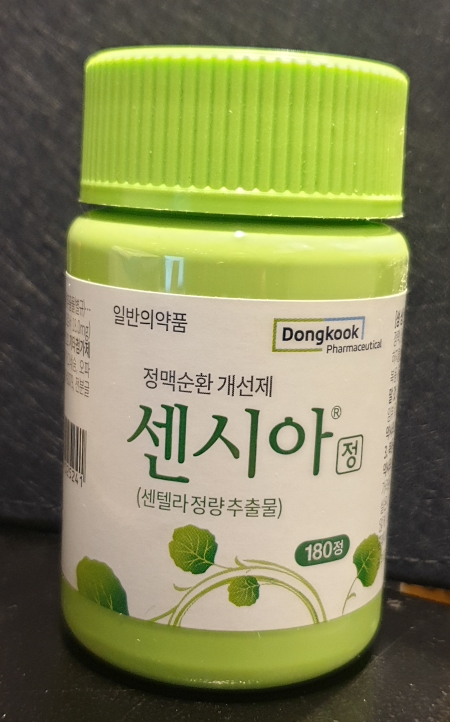 일반의약품
Dongkook
Pharmaceutical
정맥순환 개선제
센시아® 정
(센텔라정량추출물)
180정